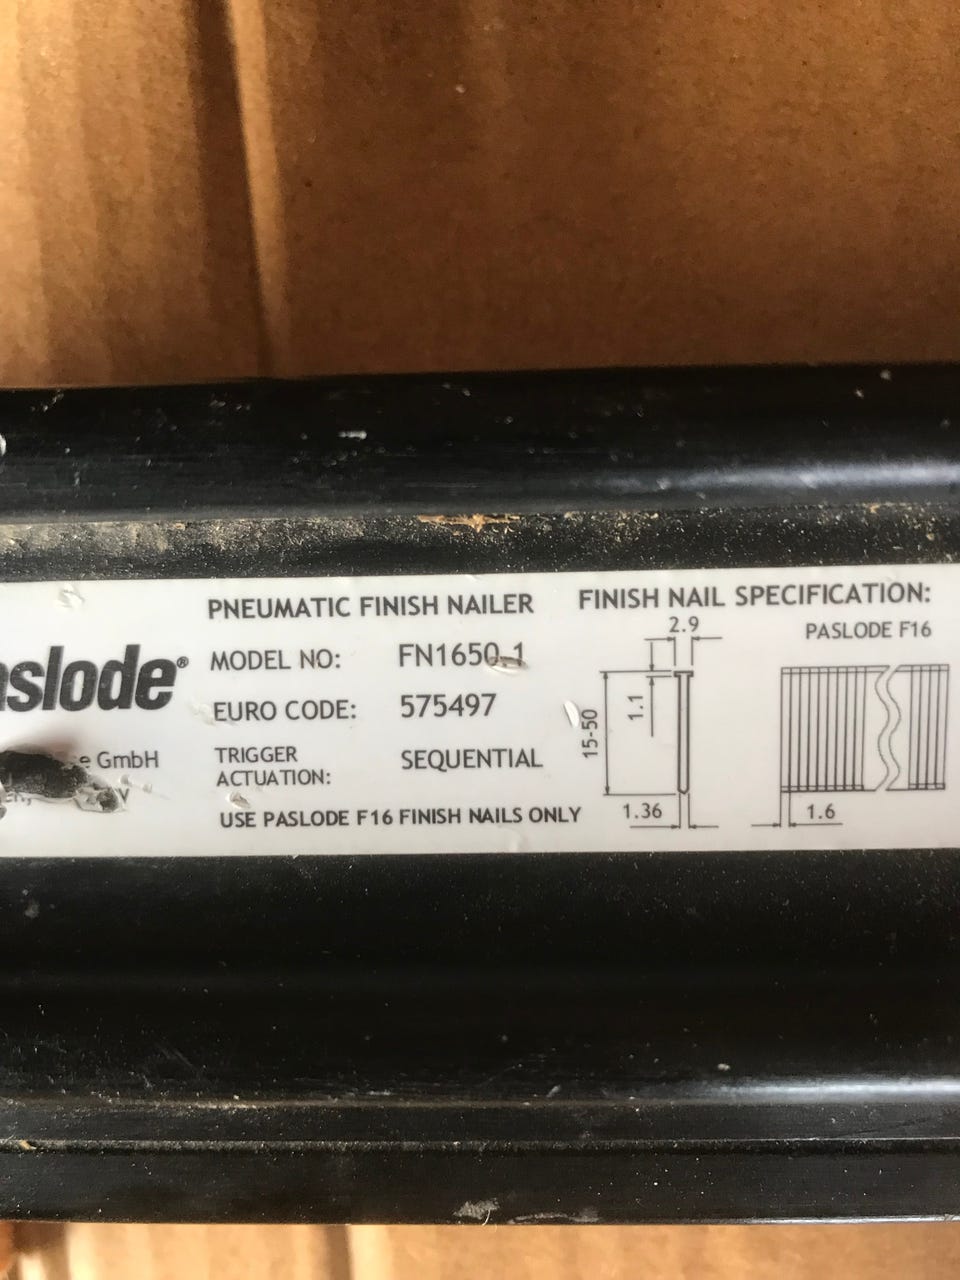 PNEUMATIC FINISH NAILER
MODEL NO: FN1650-1
EURO CODE: 575497
TRIGGER
ACTUATION: SEQUENTIAL
USE PASLODE F16 FINISH NAILS ONLY
aslode®
GmbH
FINISH NAIL SPECIFICATION:
PASLODE F16
2.9
1.1
15-50
1.36
1.6